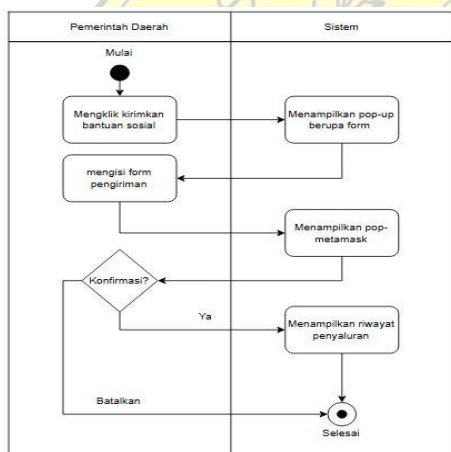 Pemerintah Daerah
Sistem
Mulai
Mengklik kirimkan
bantuan sosial
Menampilkan pop-up
berupa form
mengisi form
pengiriman
Menampilkan pop-
metamask
Konfirmasi?
Ya
Menampilkan riwayat
penyaluran
Batalkan
Selesai